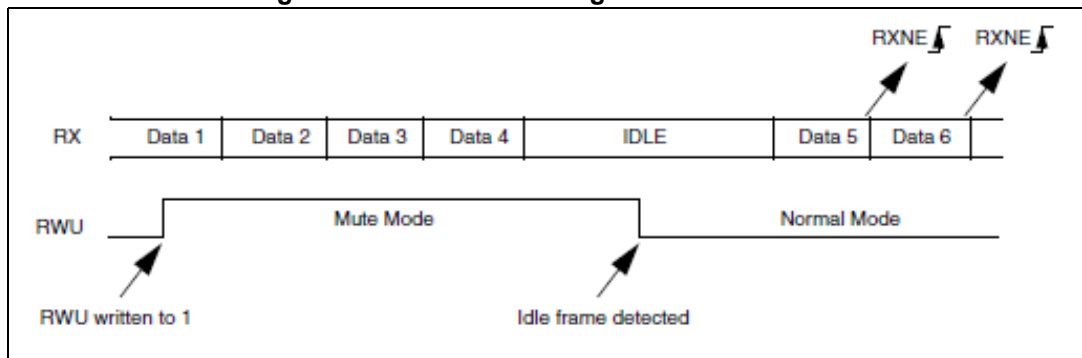 RXNE RXNE
RX Data 1 Data 2 Data 3 Data 4 IDLE Data 5 Data 6
RWU Mute Mode Normal Mode
RWU written to 1 Idle frame detected